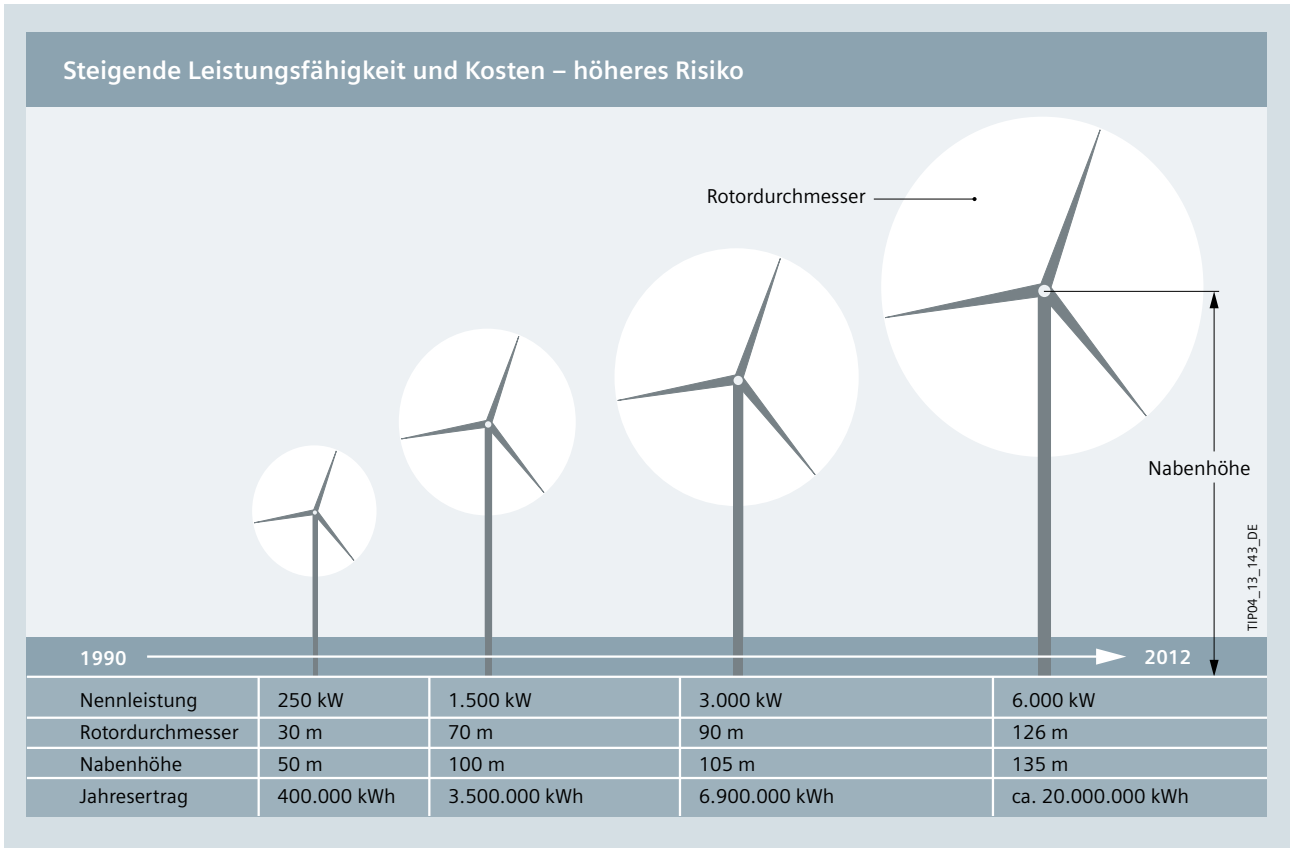 Steigende Leistungsfähigkeit und Kosten – höheres Risiko
Rotordurchmesser
Nabenhöhe
TIP04_13_143_DE
1990 2012
Nennleistung 250 kW 1.500 kW 3.000 kW 6.000 kW
Rotordurchmesser 30 m 70 m 90 m 126 m
Nabenhöhe 50 m 100 m 105 m 135 m
Jahresertrag 400.000 kWh 3.500.000 kWh 6.900.000 kWh ca. 20.000.000 kWh